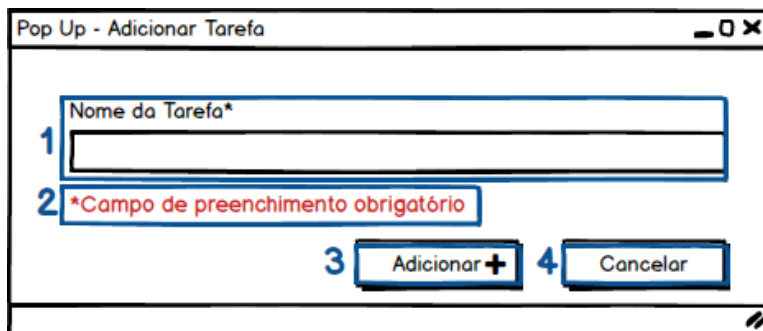 Pop Up - Adicionar Tarefa
Nome da Tarefa*
1
2 *Campo de preenchimento obrigatório
3 Adicionar + 4 Cancelar